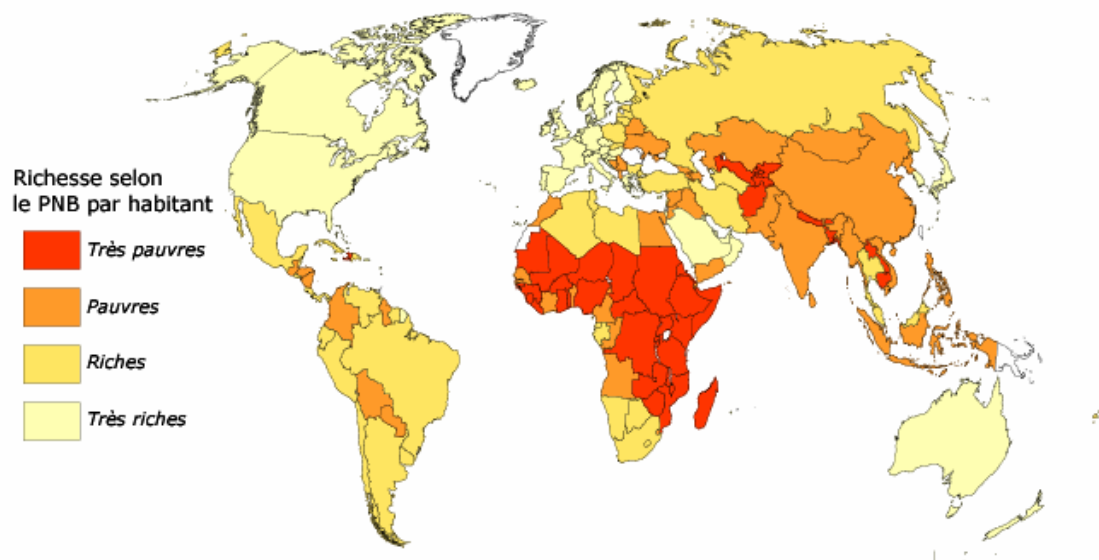 Richesse selon
le PNB par habitant
Très pauvres
Pauvres
Riches
Très riches